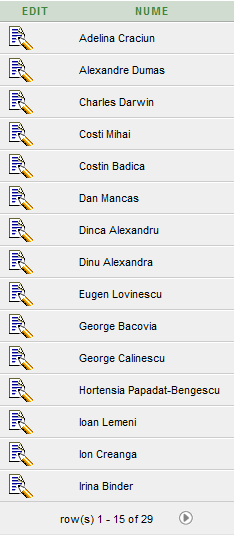 EDIT NUME
Adelina Craciun
Alexandre Dumas
Charles Darwin
Costi Mihai
Costin Badica
Dan Mancas
Dinca Alexandru
Dinu Alexandra
Eugen Lovinescu
George Bacovia
George Calinescu
Hortensia Papadat-Bengescu
Ioan Lemeni
Ion Creanga
Irina Binder
row(s) 1 - 15 of 29